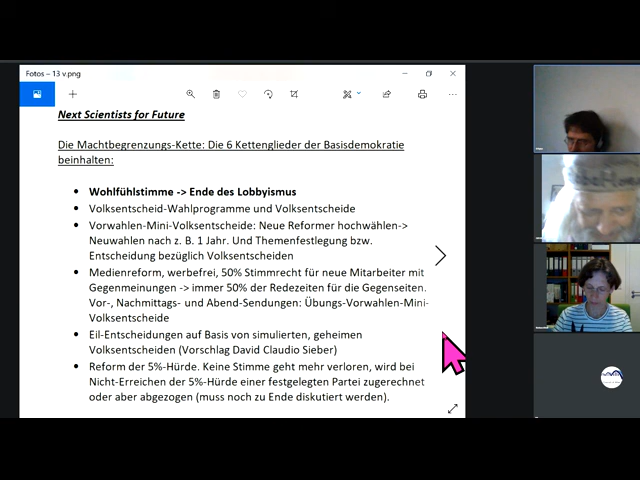 Fotos – 13 v.png
Next Scientists for Future
Die Machtbegrenzungs-Kette: Die 6 Kettenglieder der Basisdemokratie
beinhalten:
• Wohlfühlstimme -> Ende des Lobbyismus
• Volksentscheid-Wahlprogramme und Volksentscheide
• Vorwahlen-Mini-Volksentscheide: Neue Reformer hochwählen->
Neuwahlen nach z. B. 1 Jahr. Und Themenfestlegung bzw.
Entscheidung bezüglich Volksentscheiden
• Medienreform, werbefrei, 50% Stimmrecht für neue Mitarbeiter mit
Gegenmeinungen -> immer 50% der Redezeiten für die Gegenseiten.
Vor-, Nachmittags- und Abend-Sendungen: Übungs-Vorwahlen-Mini-
Volksentscheide
• Eil-Entscheidungen auf Basis von simulierten, geheimen
Volksentscheiden (Vorschlag David Claudio Sieber)
• Reform der 5%-Hürde. Keine Stimme geht mehr verloren, wird bei
Nicht-Erreichen der 5%-Hürde einer festgelegten Partei zugerechnet
oder aber abgezogen (muss noch zu Ende diskutiert werden).